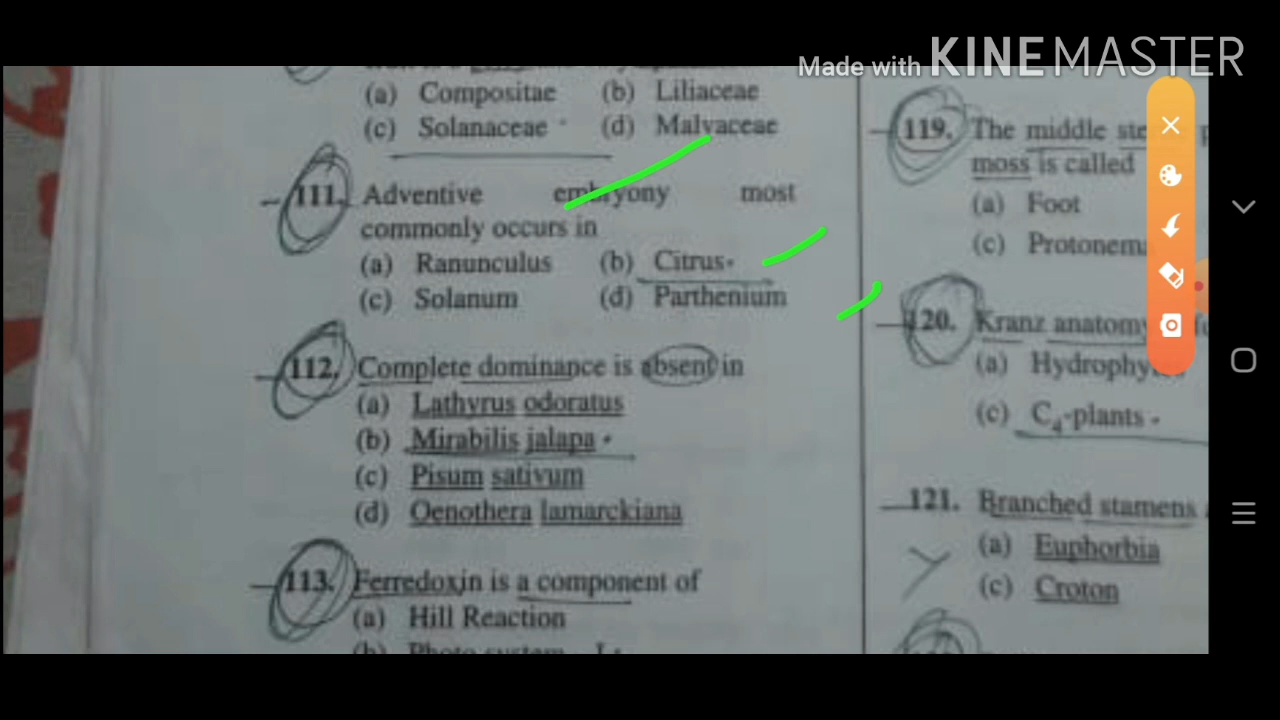 Made with KINEMASTER
(a) Compositae (b) Liliaceae
(c) Solanaceae (d) Malvaceae
111. Adventive embryony most
commonly occurs in
(a) Ranunculus (b) Citrus
(c) Solanum (d) Parthenium
112. Complete dominance is absent in
(a) Lathyrus odoratus
(b) Mirabilis jalapa
(c) Pisum sativum
(d) Oenothera lamarckiana
113. Ferredoxin is a component of
(a) Hill Reaction
(b) Photo system
119. The middle
moss is called
(a) Foot
(c)
120. Kranz anatomy
(a)
(c) C₄-plants
121. Branched stamens
(a) Euphorbia
(c) Croton